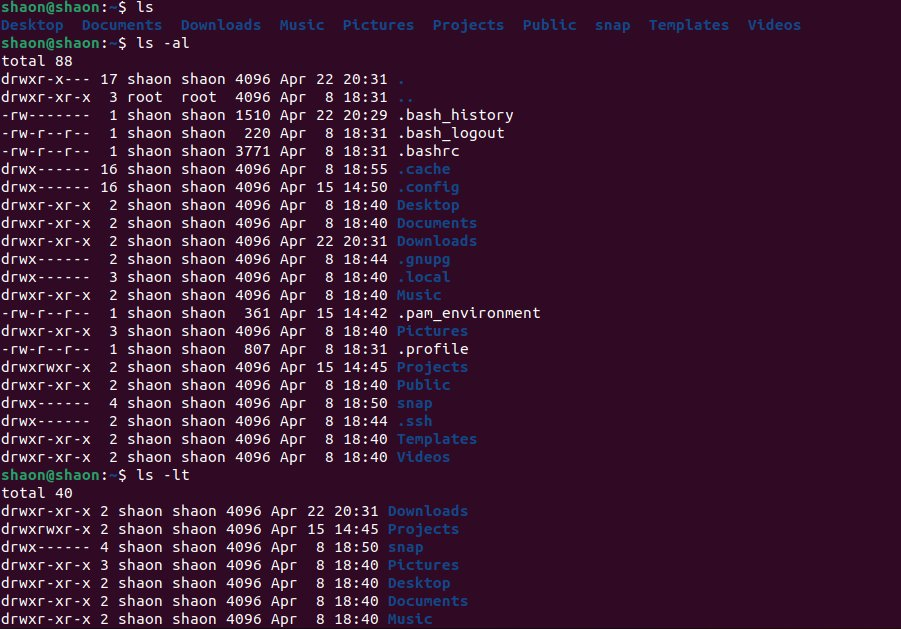 shaon@shaon:~$ ls
Desktop  Documents  Downloads  Music  Pictures  Projects  Public  snap  Templates  Videos
shaon@shaon:~$ ls -al
total 88
drwxr-x--- 17 shaon shaon 4096 Apr 22 20:31 .
drwxr-xr-x  3 root  root  4096 Apr  8 18:31 ..
-rw-------  1 shaon shaon 1510 Apr 22 20:29 .bash_history
-rw-r--r--  1 shaon shaon  220 Apr  8 18:31 .bash_logout
-rw-r--r--  1 shaon shaon 3771 Apr  8 18:31 .bashrc
drwx------ 16 shaon shaon 4096 Apr  8 18:55 .cache
drwx------ 16 shaon shaon 4096 Apr 15 14:50 .config
drwxr-xr-x  2 shaon shaon 4096 Apr  8 18:40 Desktop
drwxr-xr-x  2 shaon shaon 4096 Apr  8 18:40 Documents
drwxr-xr-x  2 shaon shaon 4096 Apr 22 20:31 Downloads
drwx------  2 shaon shaon 4096 Apr  8 18:44 .gnupg
drwx------  3 shaon shaon 4096 Apr  8 18:40 .local
drwxr-xr-x  2 shaon shaon 4096 Apr  8 18:40 Music
-rw-r--r--  1 shaon shaon  361 Apr 15 14:42 .pam_environment
drwxr-xr-x  3 shaon shaon 4096 Apr  8 18:40 Pictures
-rw-r--r--  1 shaon shaon  807 Apr  8 18:31 .profile
drwxrwxr-x  2 shaon shaon 4096 Apr 15 14:45 Projects
drwxr-xr-x  2 shaon shaon 4096 Apr  8 18:40 Public
drwx------  4 shaon shaon 4096 Apr  8 18:50 snap
drwx------  2 shaon shaon 4096 Apr  8 18:44 .ssh
drwxr-xr-x  2 shaon shaon 4096 Apr  8 18:40 Templates
drwxr-xr-x  2 shaon shaon 4096 Apr  8 18:40 Videos
shaon@shaon:~$ ls -lt
total 40
drwxr-xr-x 2 shaon shaon 4096 Apr 22 20:31 Downloads
drwxrwxr-x 2 shaon shaon 4096 Apr 15 14:45 Projects
drwx------ 4 shaon shaon 4096 Apr  8 18:50 snap
drwxr-xr-x 3 shaon shaon 4096 Apr  8 18:40 Pictures
drwxr-xr-x 2 shaon shaon 4096 Apr  8 18:40 Desktop
drwxr-xr-x 2 shaon shaon 4096 Apr  8 18:40 Documents
drwxr-xr-x 2 shaon shaon 4096 Apr  8 18:40 Music